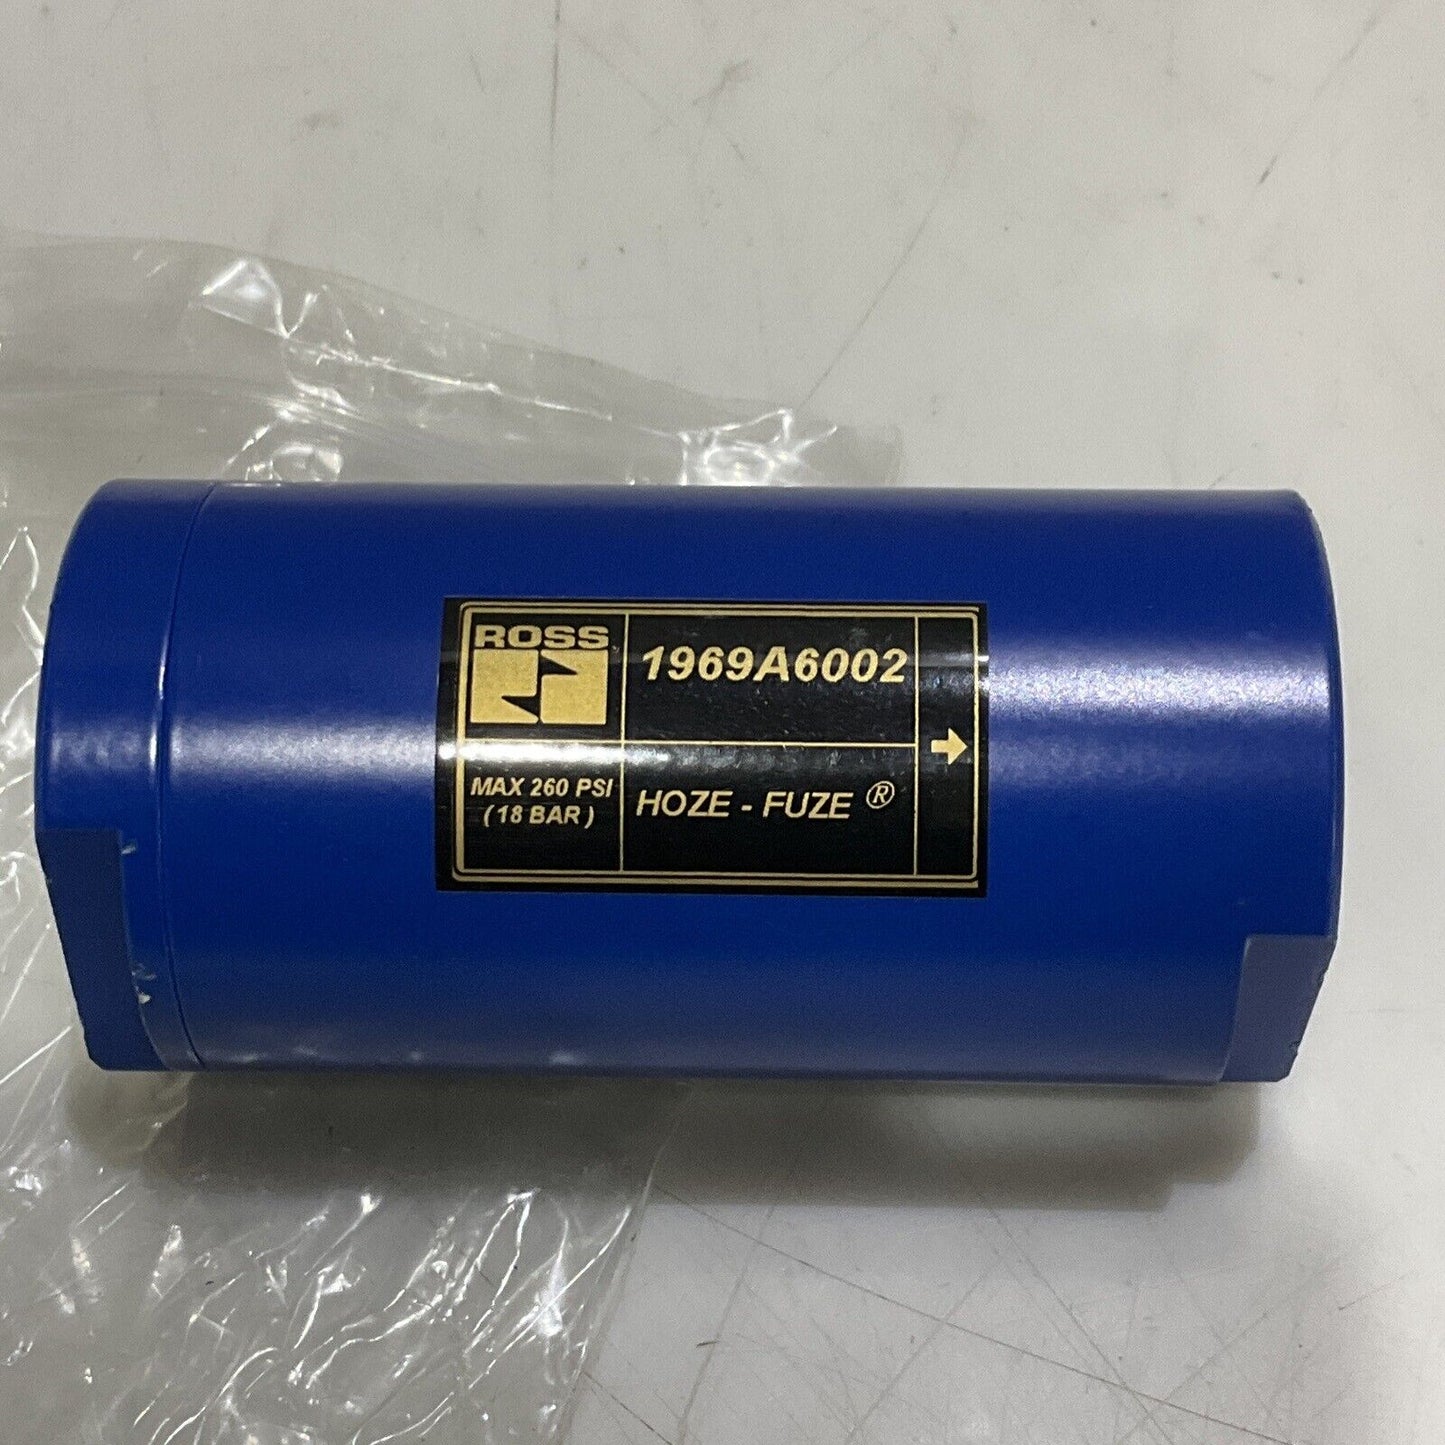 ROSS
1969A6002
MAX 260 PSI
( 18 BAR )
HOZE - FUZE ®